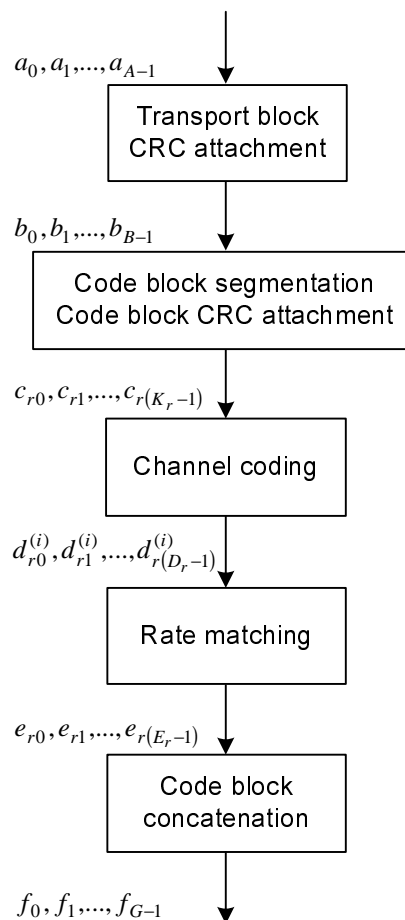 a_0, a_1,..., a_{A-1}
Transport block
CRC attachment
b_0, b_1,..., b_{B-1}
Code block segmentation
Code block CRC attachment
c_{r0}, c_{r1},..., c_{r(K_r-1)}
Channel coding
d_{r0}^{(i)}, d_{r1}^{(i)},..., d_{r(D_r-1)}^{(i)}
Rate matching
e_{r0}, e_{r1},..., e_{r(E_r-1)}
Code block
concatenation
f_0, f_1,..., f_{G-1}